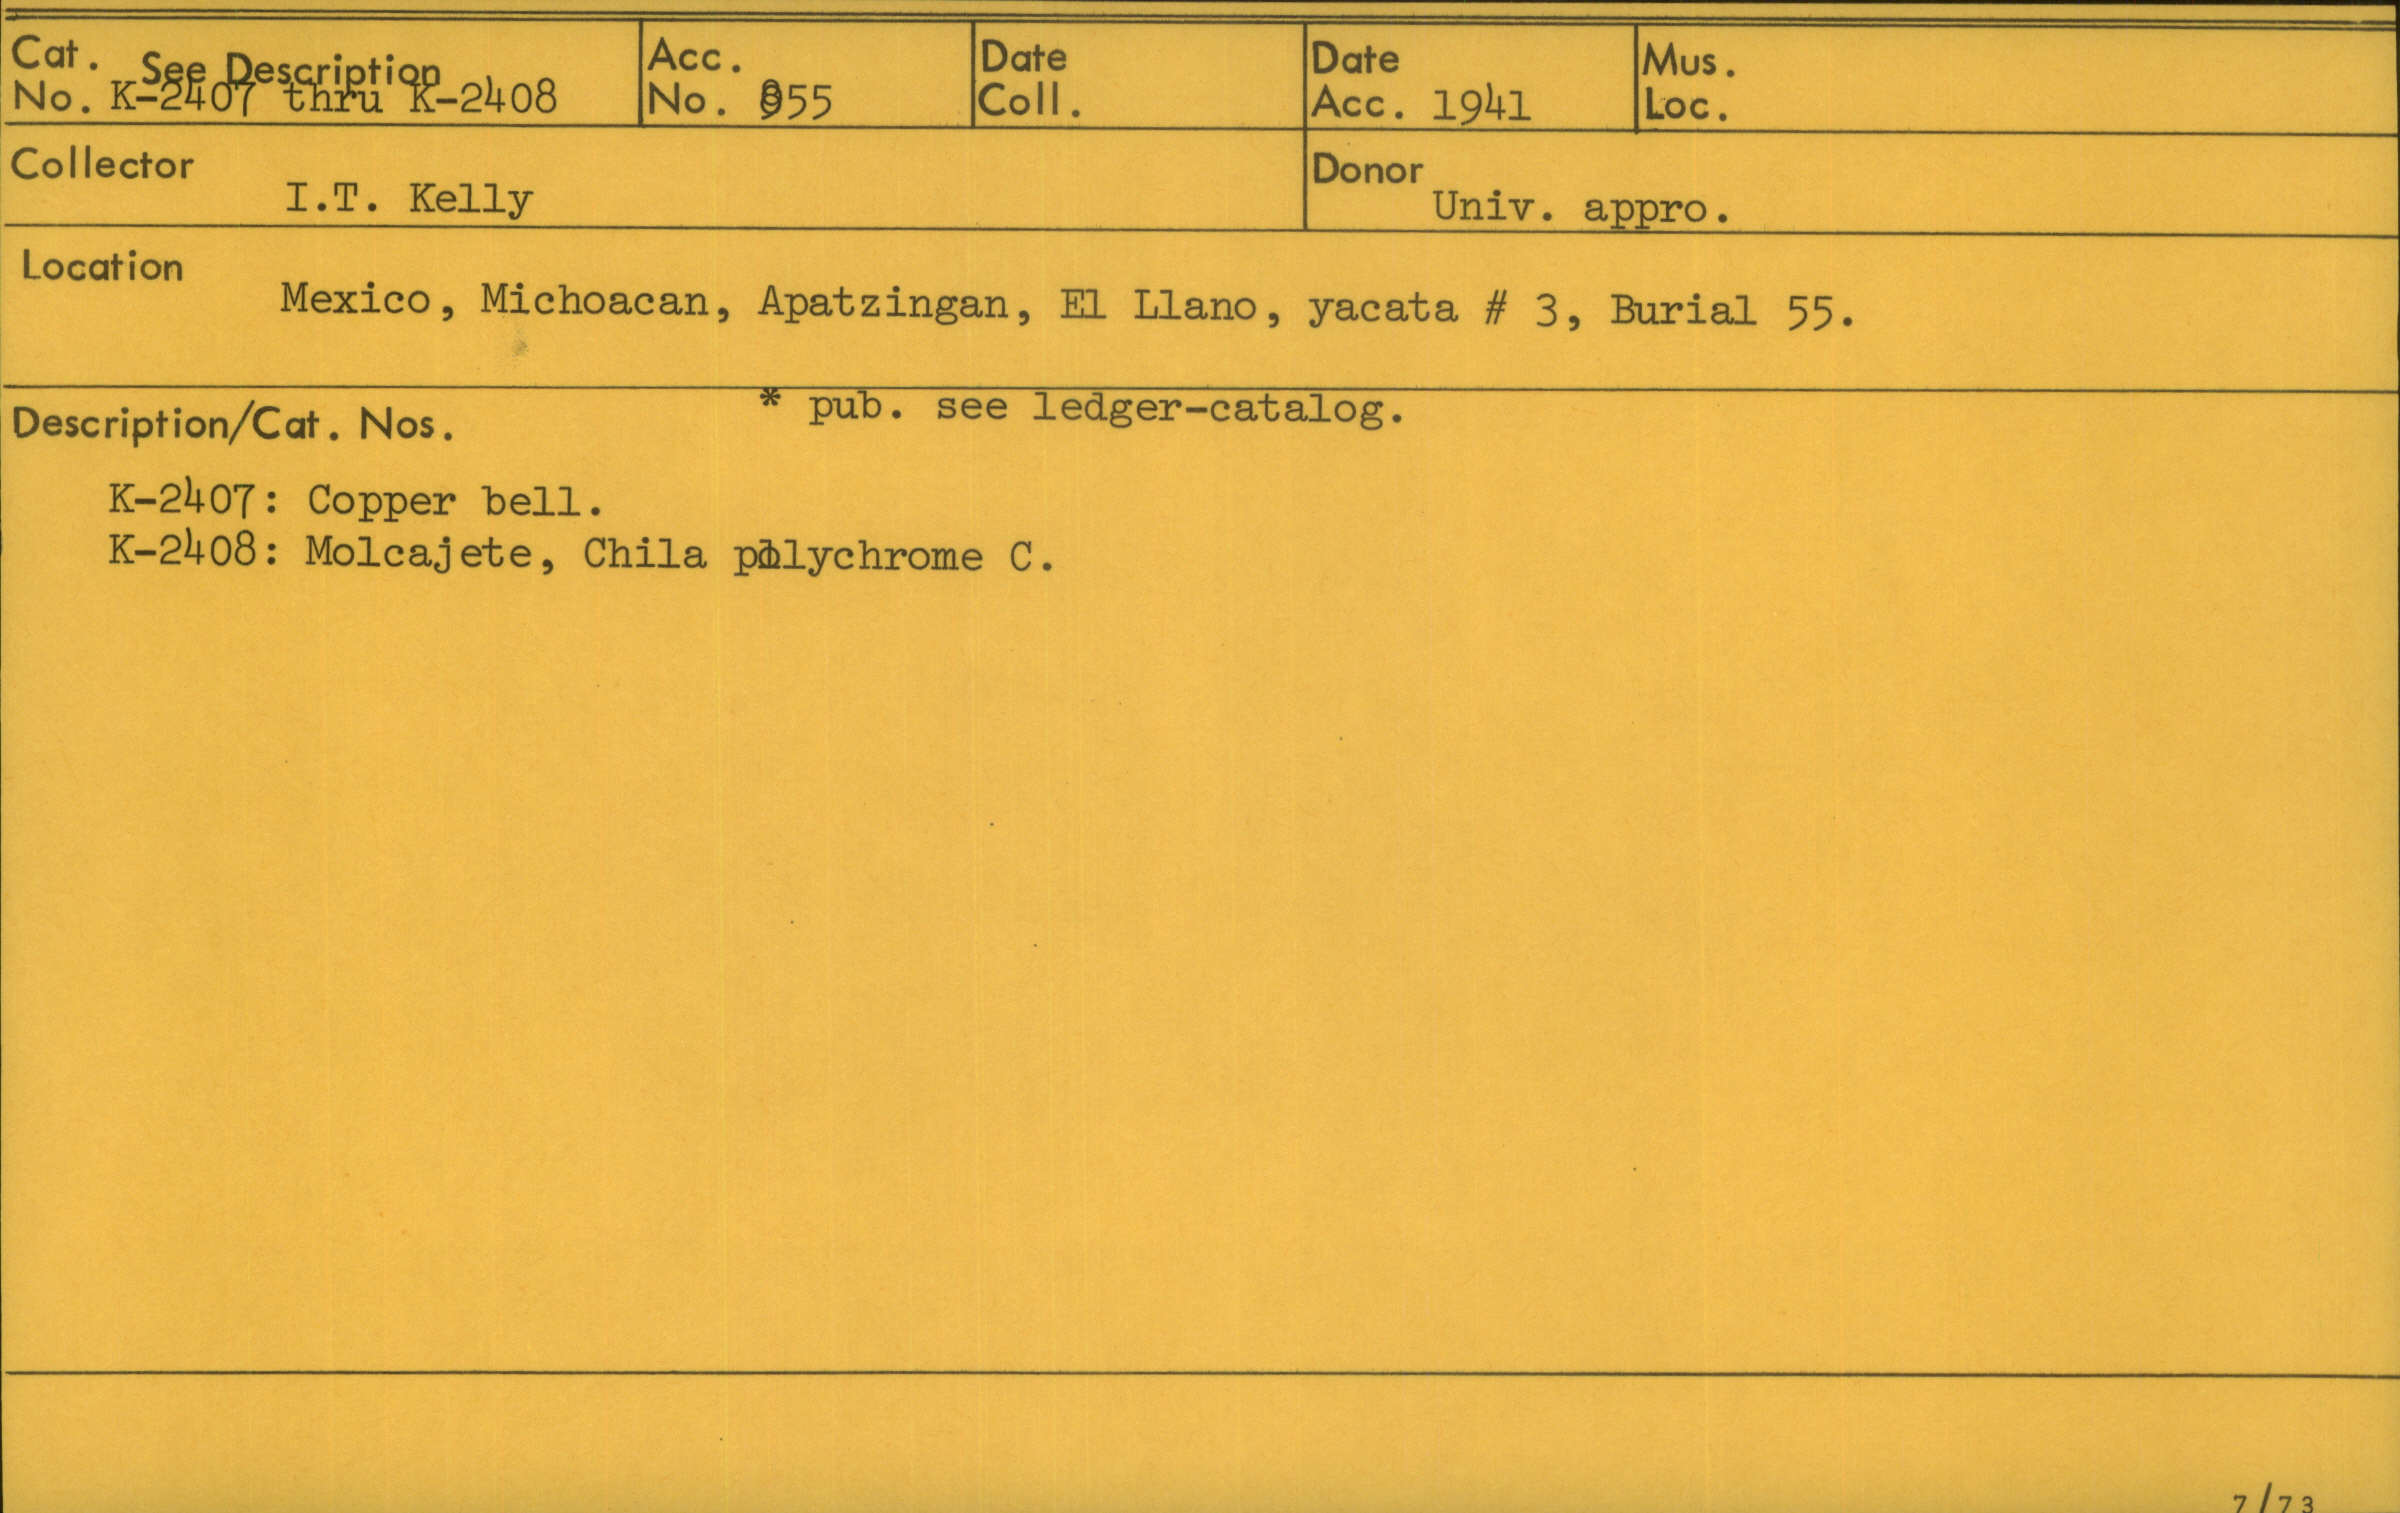 Cat. See Description
No. K-2407 thru K-2408
Acc.
No. 955
Date
Coll.
Date
Acc. 1941
Mus.
Loc.
Collector
I.T. Kelly
Donor
Univ. appro.
Location
Mexico, Michoacan, Apatzingan, El Llano, yacata # 3, Burial 55.
* pub. see ledger-catalog.
Description/Cat. Nos.
K-2407: Copper bell.
K-2408: Molcajete, Chila polychrome C.
7/73